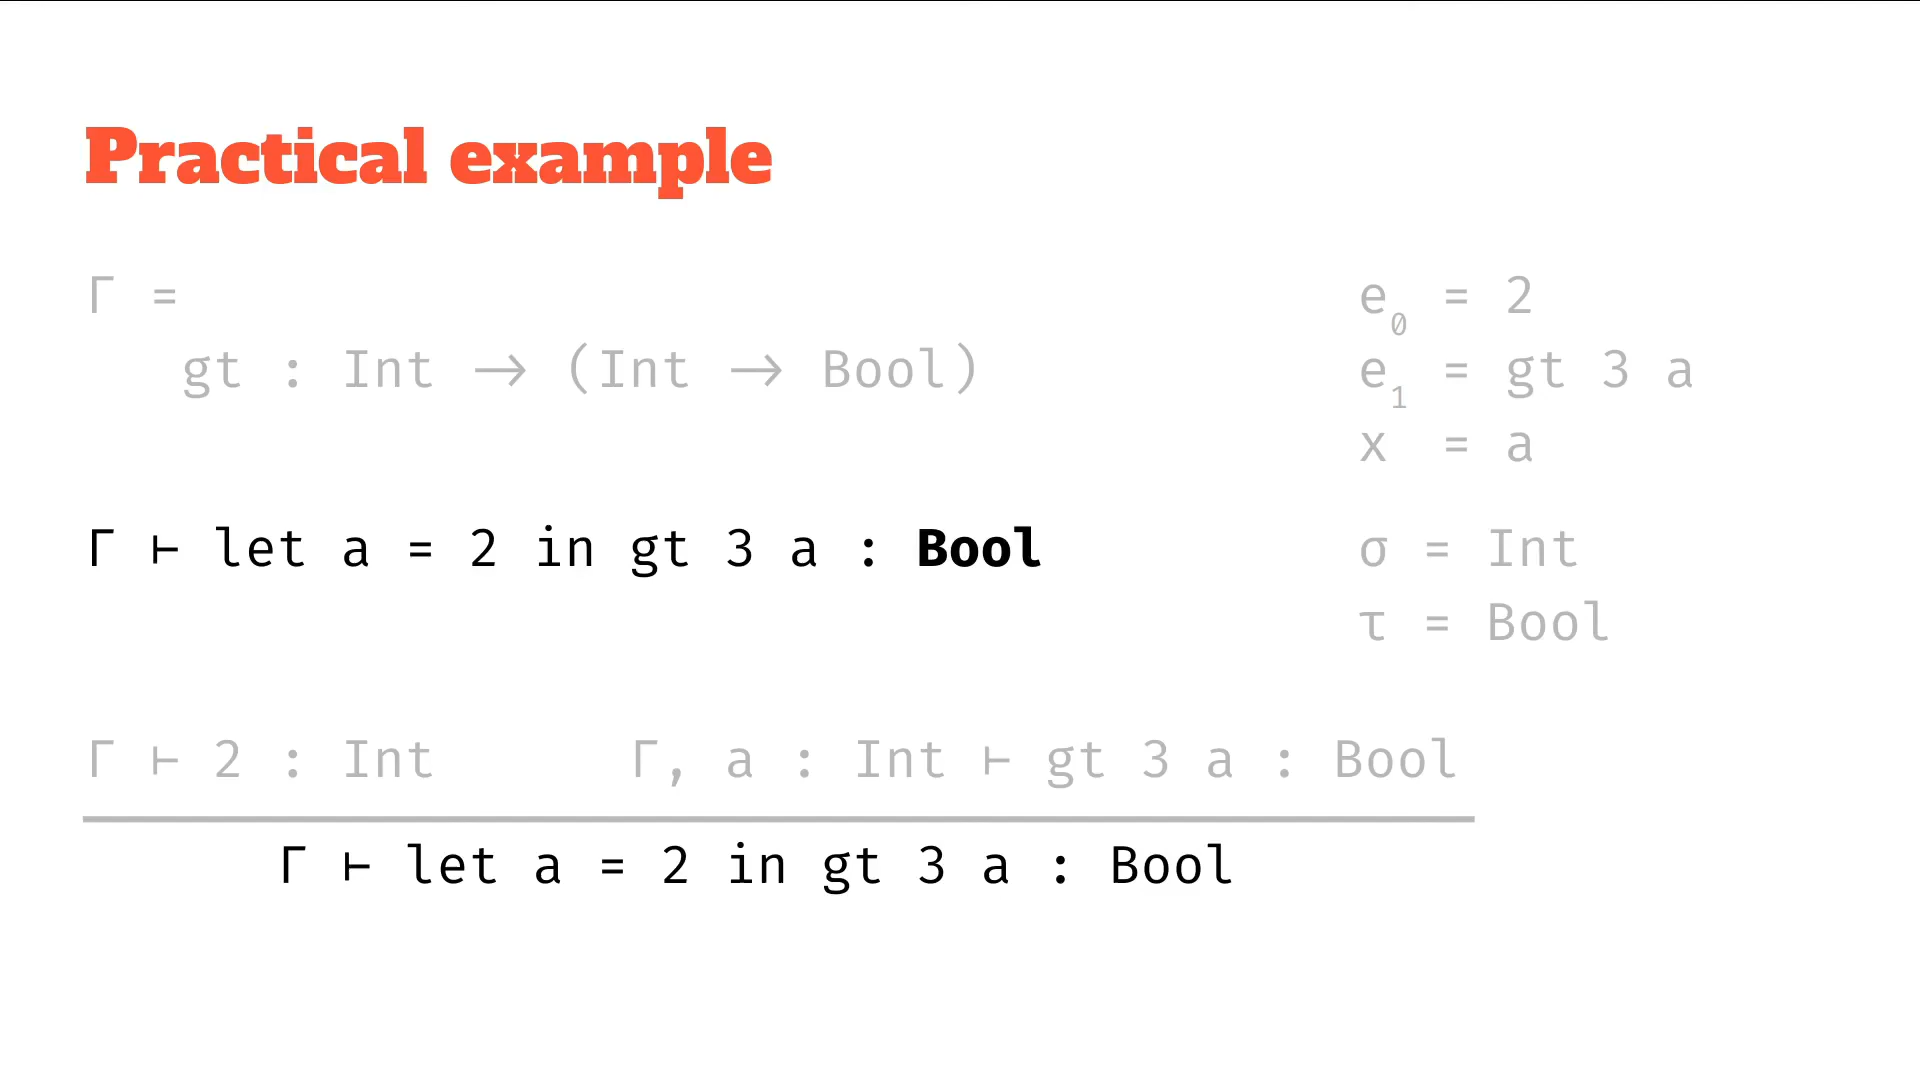 Practical example
Γ =
gt : Int → (Int → Bool)
Γ ⊢ let a = 2 in gt 3 a : Bool
e₀ = 2
e₁ = gt 3 a
x = a
σ = Int
τ = Bool
Γ ⊢ 2 : Int Γ, a : Int ⊢ gt 3 a : Bool
Γ ⊢ let a = 2 in gt 3 a : Bool